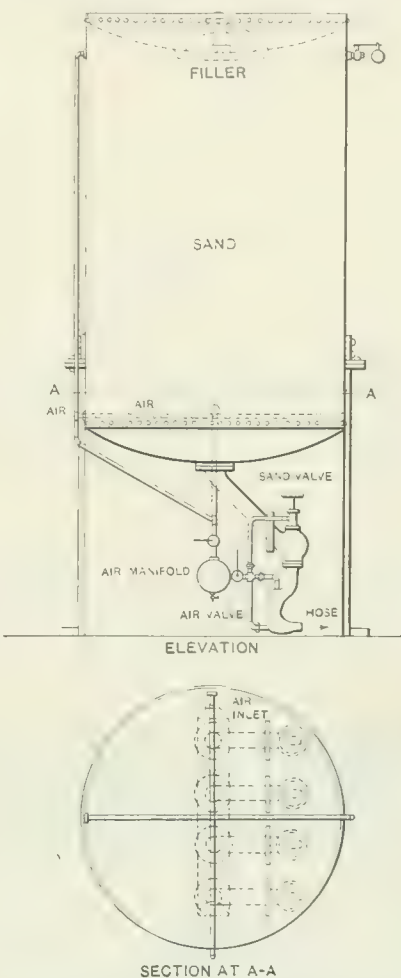 FILLER
SAND
A
A
AIR
AIR
SAND VALVE
AIR MANIFOLD
AIR VALVE
HOSE
ELEVATION
AIR
INLET
SECTION AT A-A